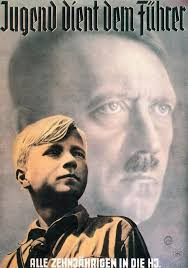 Jugend dient dem Führer
ALLE ZEHNJÄHRIGEN IN DIE HJ.